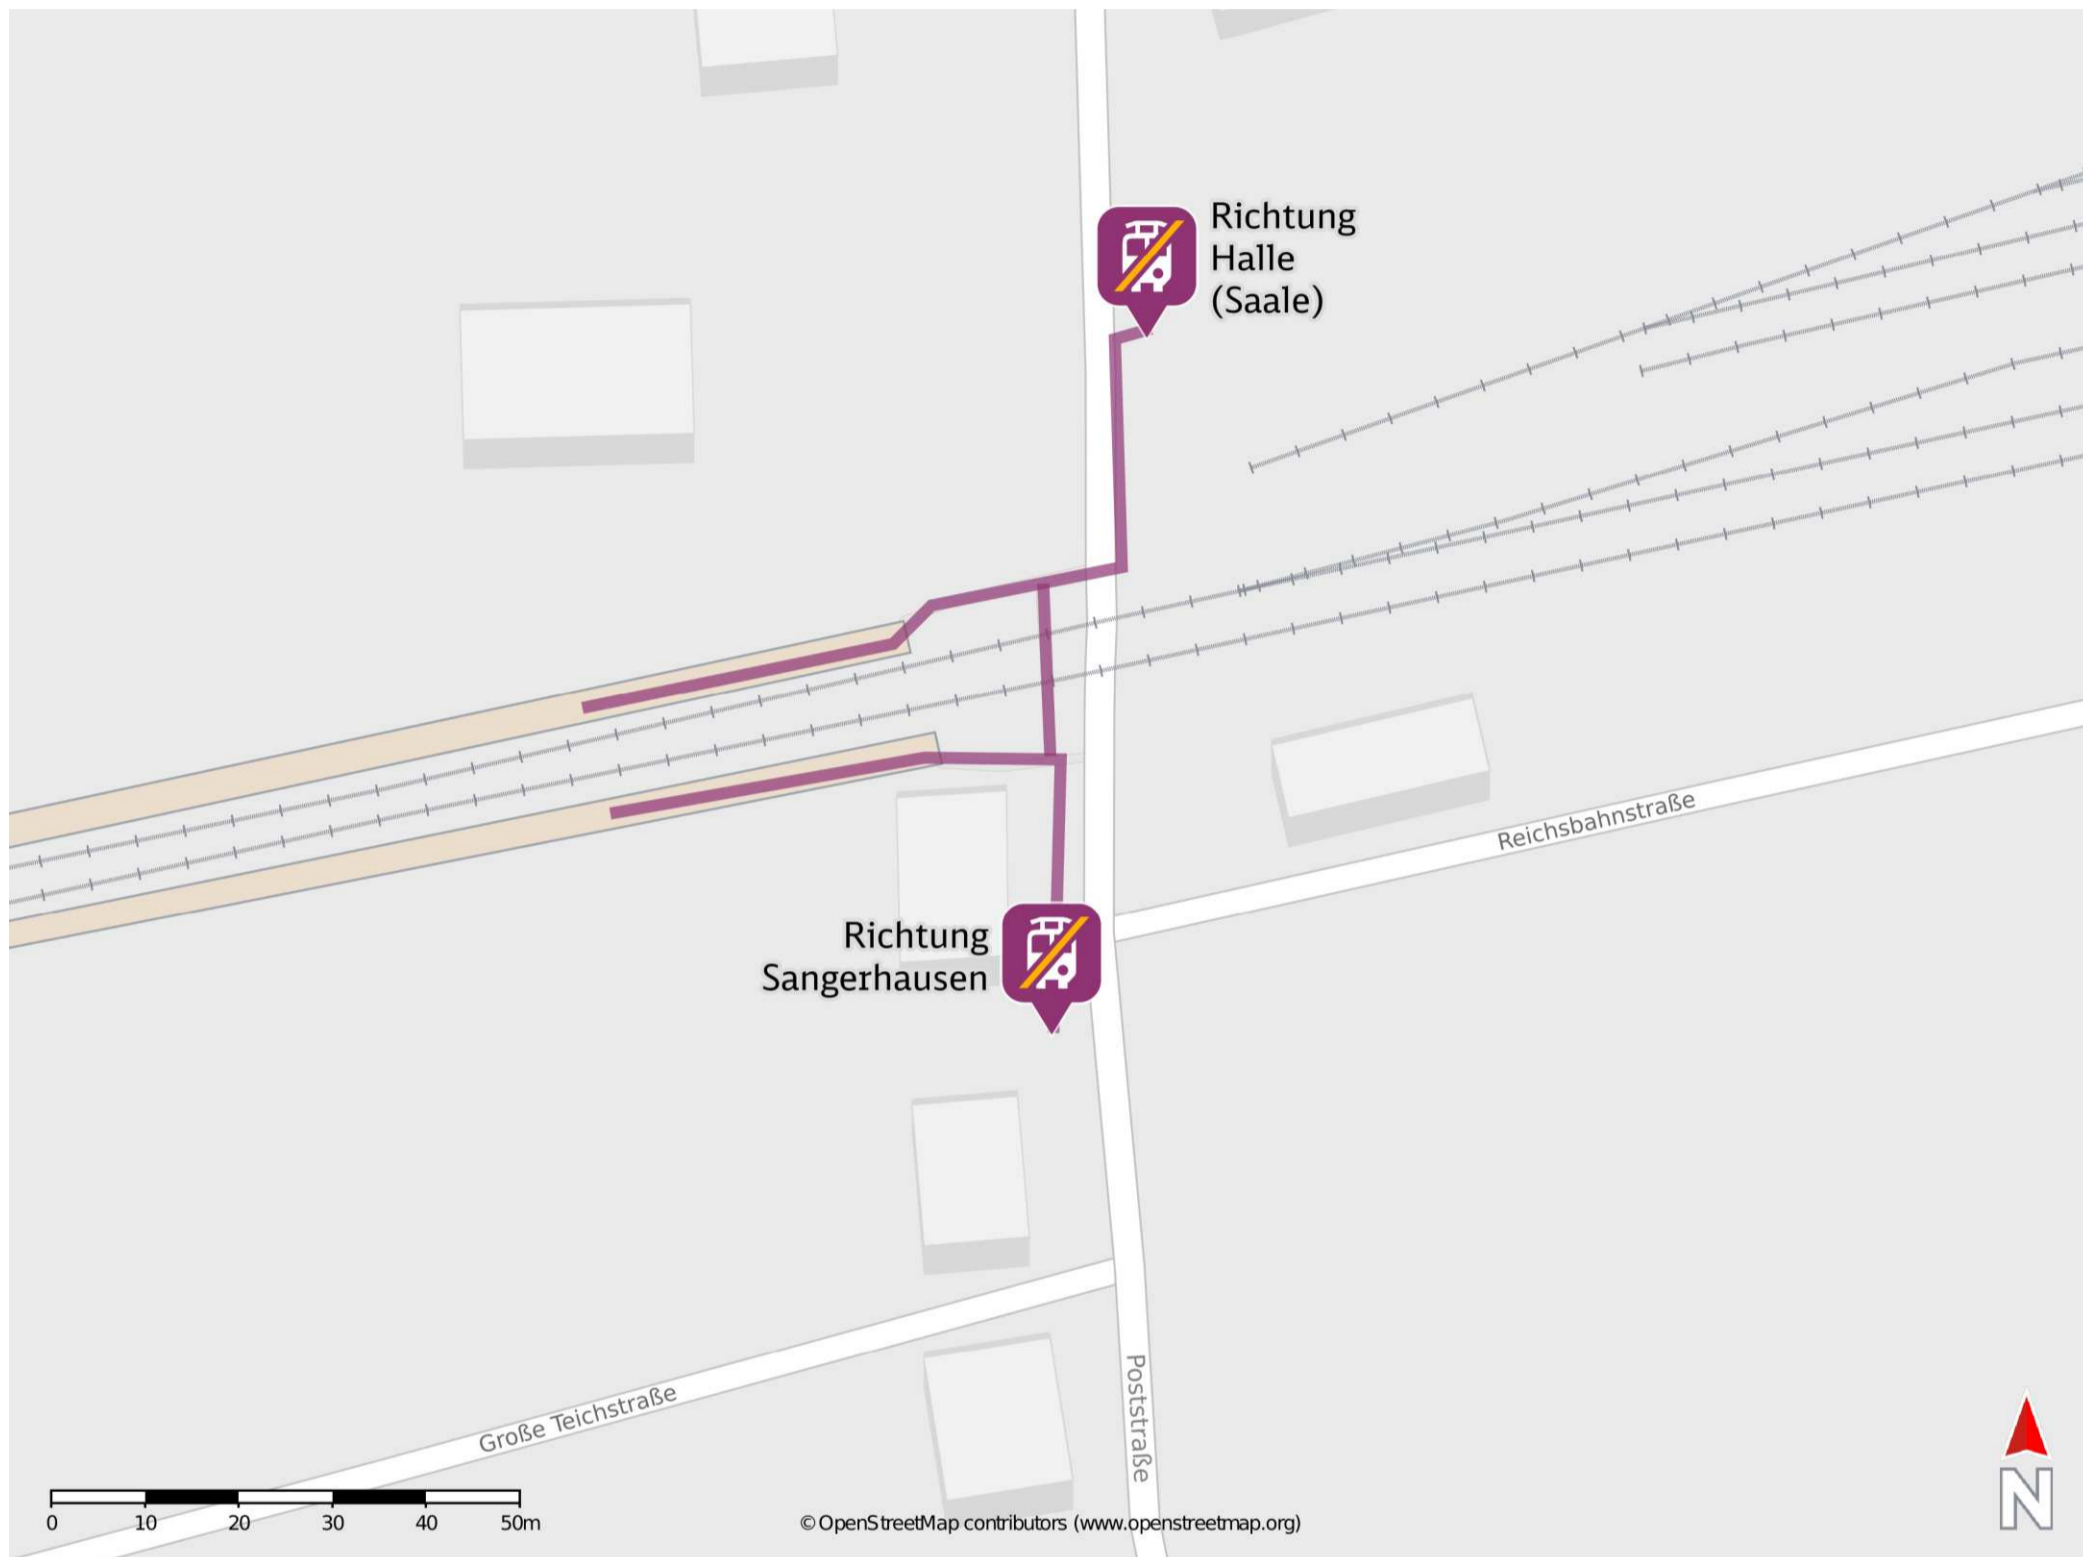 Richtung
Halle
(Saale)
Reichsbahnstraße
Richtung
Sangerhausen
Poststraße
Große Teichstraße
0 10 20 30 40 50m
© OpenStreetMap contributors (www.openstreetmap.org)
N